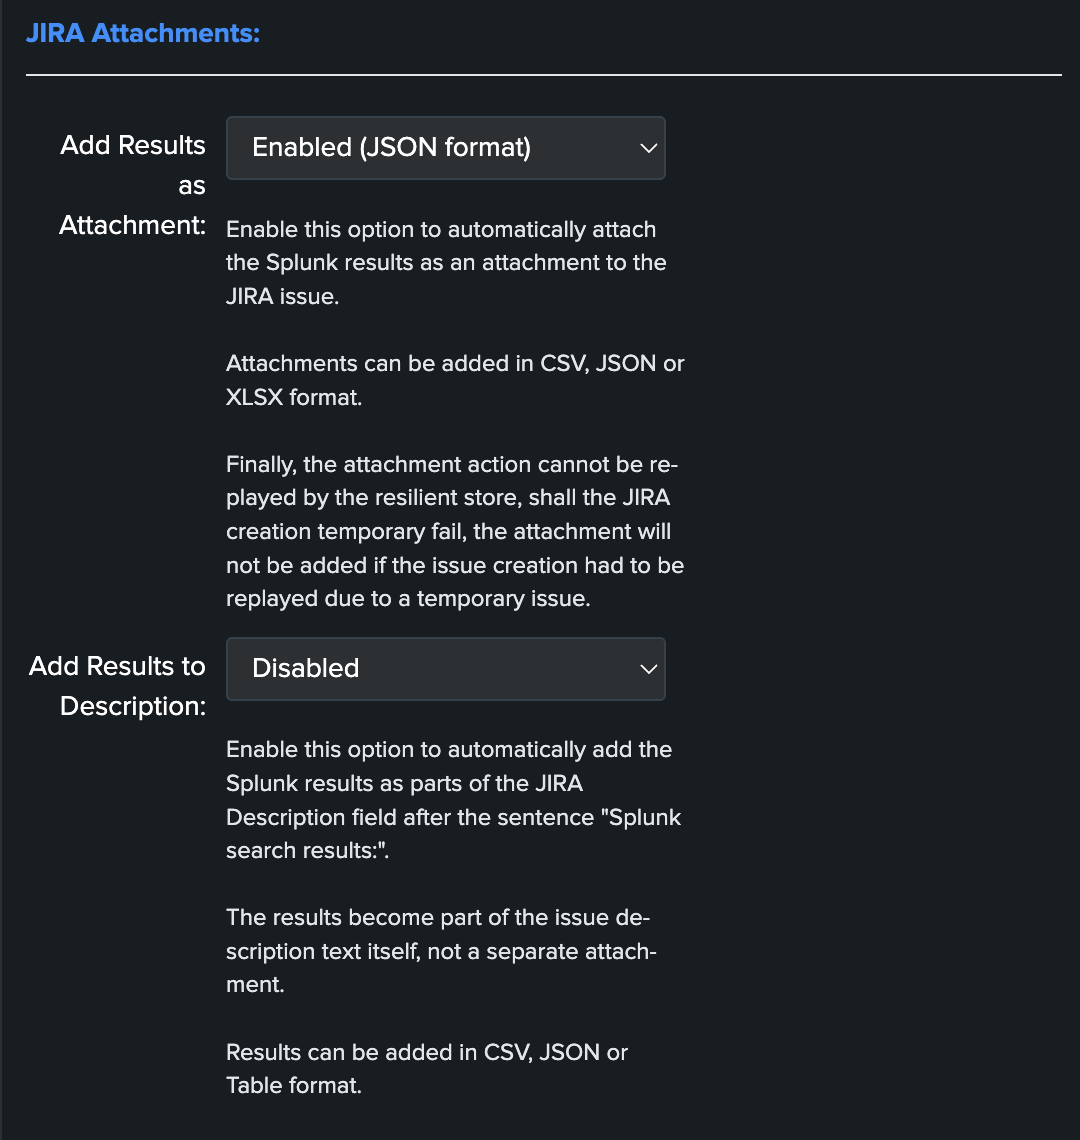 JIRA Attachments:
Add Results
as
Attachment:
Enabled (JSON format)
Enable this option to automatically attach
the Splunk results as an attachment to the
JIRA issue.
Attachments can be added in CSV, JSON or
XLSX format.
Finally, the attachment action cannot be re-
played by the resilient store, shall the JIRA
creation temporary fail, the attachment will
not be added if the issue creation had to be
replayed due to a temporary issue.
Add Results to
Description:
Disabled
Enable this option to automatically add the
Splunk results as parts of the JIRA
Description field after the sentence "Splunk
search results:".
The results become part of the issue de-
scription text itself, not a separate attach-
ment.
Results can be added in CSV, JSON or
Table format.